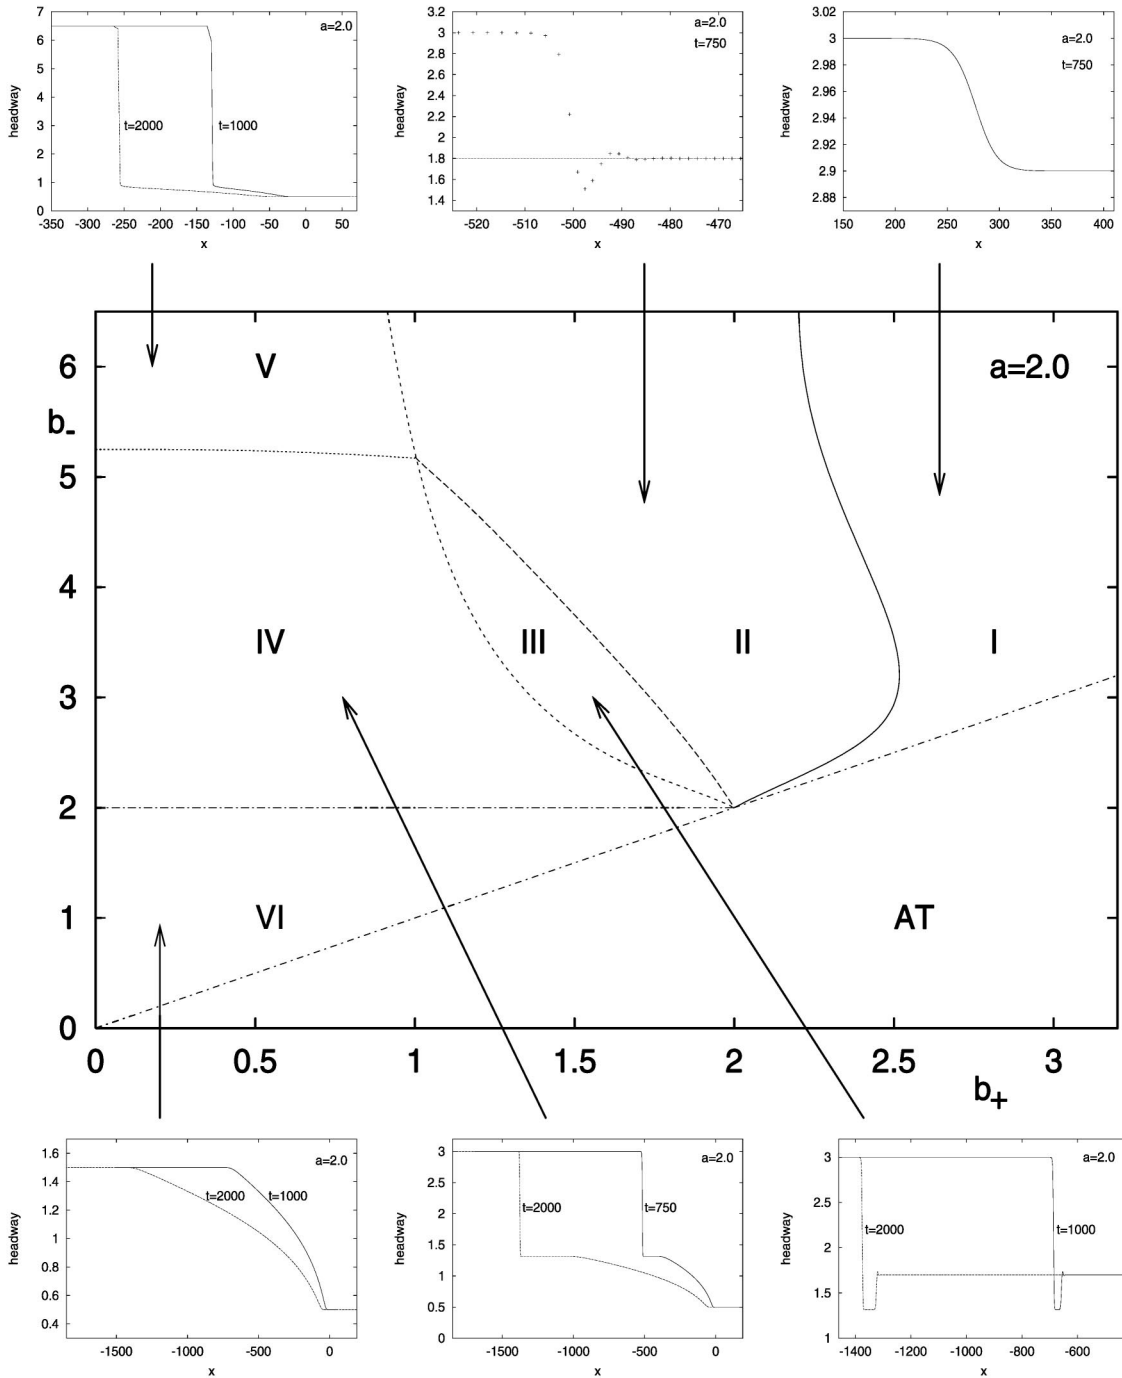 7
6
5
4
3
2
1
0
headway
a=2.0
t=2000
t=1000
-350 -300 -250 -200 -150 -100 -50 0 50
x
3.2
3
2.8
2.6
2.4
2.2
2
1.8
1.6
1.4
headway
a=2.0
t=750
-520 -510 -500 -490 -480 -470
x
3.02
3
2.98
2.96
2.94
2.92
2.90
2.88
headway
a=2.0
t=750
150 200 250 300 350 400
x
6
5
4
3
2
1
0
b-
V
a=2.0
IV
III
II
I
VI
AT
0 0.5 1 1.5 2 2.5 3
b+
1.6
1.4
1.2
1
0.8
0.6
0.4
headway
a=2.0
t=2000
t=1000
-1500 -1000 -500 0
x
3
2.5
2
1.5
1
0.5
0
headway
a=2.0
t=2000
t=750
-1500 -1000 -500 0
x
3
2.5
2
1.5
1
headway
a=2.0
t=2000
t=1000
-1400 -1200 -1000 -800 -600
x